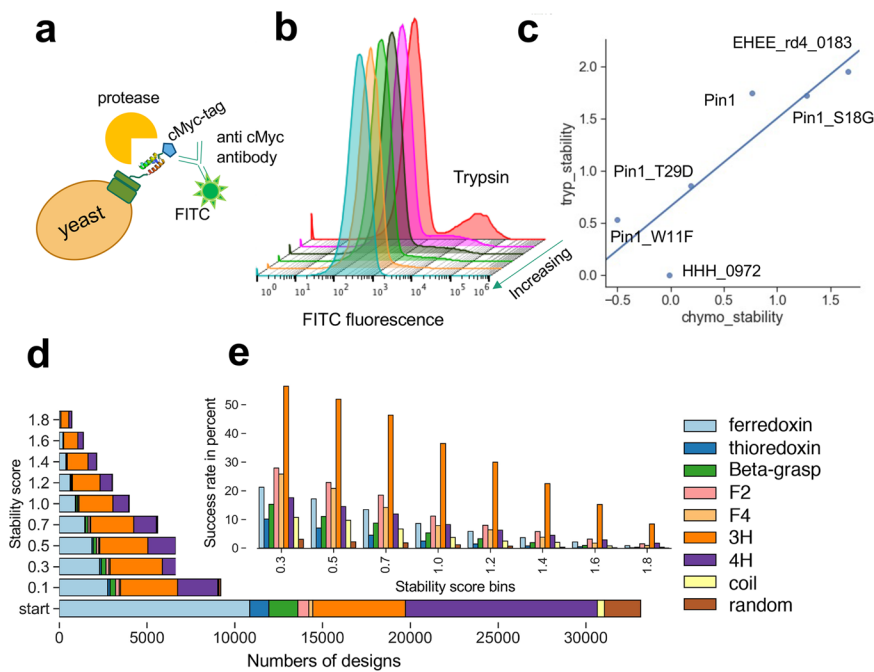 a
protease
cMyc-tag
anti cMyc
antibody
yeast
FITC
b
Trypsin
Increasing
10^0 10^1 10^2 10^3 10^4 10^5 10^6
FITC fluorescence
c
EHEE_rd4_0183
Pin1
Pin1_S18G
Pin1_T29D
Pin1_W11F
HHH_0972
tryp_stability
2.0
1.5
1.0
0.5
0.0
−0.5 0.0 0.5 1.0 1.5
chymo_stability
d
Stability score
1.8
1.6
1.4
1.2
1.0
0.7
0.5
0.3
0.1
start
0 5000 10000 15000 20000 25000 30000
Numbers of designs
e
Success rate in percent
50
40
30
20
10
0
0.3 0.5 0.7 1.0 1.2 1.4 1.6 1.8
Stability score bins
ferredoxin
thioredoxin
Beta-grasp
F2
F4
3H
4H
coil
random